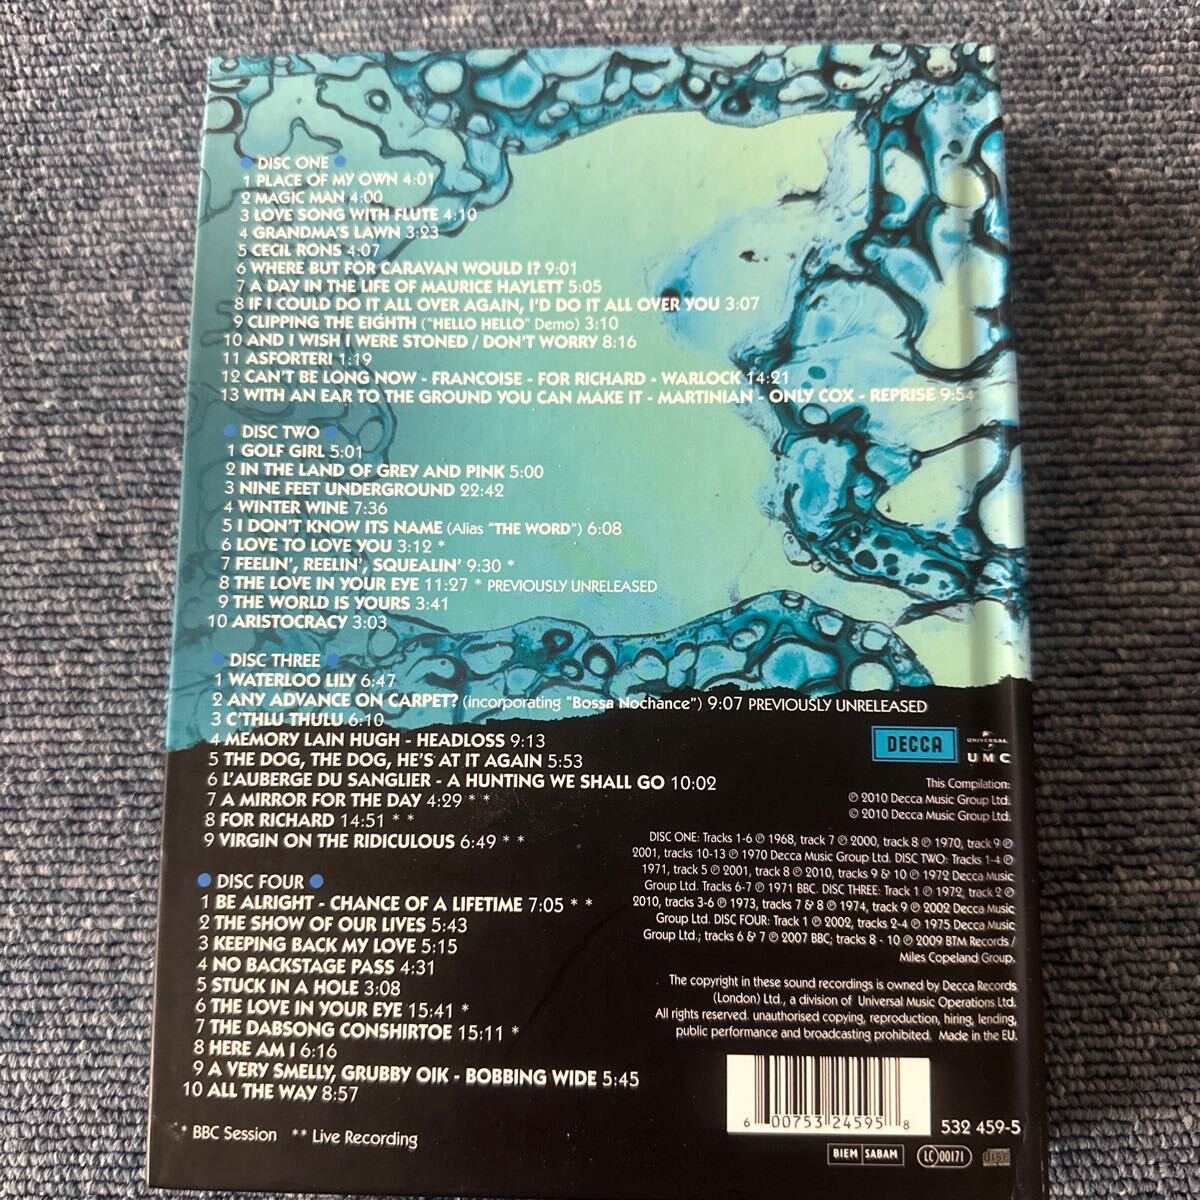 DISC ONE
1 PLACE OF MY OWN 4:01
2 MAGIC MAN 4:00
3 LOVE SONG WITH FLUTE 4:10
4 GRANDMA'S LAWN 3:23
5 CECIL RONS 4:07
6 WHERE BUT FOR CARAVAN WOULD I? 9:01
7 A DAY IN THE LIFE OF MAURICE HAYLETT 5:05
8 IF I COULD DO IT ALL OVER AGAIN, I'D DO IT ALL OVER YOU 3:07
9 CLIPPING THE EIGHTH ("HELLO HELLO" Demo) 3:10
10 AND I WISH I WERE STONED / DON'T WORRY 8:16
11 ASFORTERI 1:19
12 CAN'T BE LONG NOW - FRANCOISE - FOR RICHARD - WARLOCK 14:21
13 WITH AN EAR TO THE GROUND YOU CAN MAKE IT - MARTINIAN - ONLY COX - REPRISE 9:54
DISC TWO
1 GOLF GIRL 5:01
2 IN THE LAND OF GREY AND PINK 5:00
3 NINE FEET UNDERGROUND 22:42
4 WINTER WINE 7:36
5 I DON'T KNOW ITS NAME (Alias "THE WORD") 6:08
6 LOVE TO LOVE YOU 3:12 *
7 FEELIN', REELIN', SQUEALIN' 9:30 *
8 THE LOVE IN YOUR EYE 11:27 * PREVIOUSLY UNRELEASED
9 THE WORLD IS YOURS 3:41
10 ARISTOCRACY 3:03
DISC THREE
1 WATERLOO LILY 6:47
2 ANY ADVANCE ON CARPET? (incorporating "Bossa Nochance") 9:07 PREVIOUSLY UNRELEASED
3 C'THLU THULU 6:10
4 MEMORY LAIN HUGH - HEADLOSS 9:13
5 THE DOG, THE DOG, HE'S AT IT AGAIN 5:53
6 L'AUBERGE DU SANGLIER - A HUNTING WE SHALL GO 10:02
7 A MIRROR FOR THE DAY 4:29 * *
8 FOR RICHARD 14:51 * *
9 VIRGIN ON THE RIDICULOUS 6:49 * *
DISC FOUR
1 BE ALRIGHT - CHANCE OF A LIFETIME 7:05 * *
2 THE SHOW OF OUR LIVES 5:43
3 KEEPING BACK MY LOVE 5:15
4 NO BACKSTAGE PASS 4:31
5 STUCK IN A HOLE 3:08
6 THE LOVE IN YOUR EYE 15:41 *
7 THE DABSONG CONSHIRTOE 15:11 *
8 HERE AM I 6:16
9 A VERY SMELLY, GRUBBY OIK - BOBBING WIDE 5:45
10 ALL THE WAY 8:57
* BBC Session ** Live Recording
DECCA
UNIVERSAL
UMC
This Compilation:
℗ 2010 Decca Music Group Ltd.
© 2010 Decca Music Group Ltd.
DISC ONE: Tracks 1-6 ℗ 1968, track 7 ℗ 2000, track 8 ℗ 1970, track 9 ℗
2001, tracks 10-13 ℗ 1970 Decca Music Group Ltd. DISC TWO: Tracks 1-4 ℗
1971, track 5 ℗ 2001, track 8 ℗ 2010, tracks 9 & 10 ℗ 1972 Decca Music
Group Ltd. Tracks 6-7 ℗ 1971 BBC. DISC THREE: Track 1 ℗ 1972, track 2 ℗
2010, tracks 3-6 ℗ 1973, tracks 7 & 8 ℗ 1974, track 9 ℗ 2002 Decca Music
Group Ltd. DISC FOUR: Track 1 ℗ 2002, tracks 2-4 ℗ 1975 Decca Music
Group Ltd.; tracks 6 & 7 ℗ 2007 BBC; tracks 8 - 10 ℗ 2009 BTM Records /
Miles Copeland Group.
The copyright in these sound recordings is owned by Decca Records
(London) Ltd., a division of Universal Music Operations Ltd.
All rights reserved. unauthorised copying, reproduction, hiring, lending,
public performance and broadcasting prohibited. Made in the EU.
6 00753 24595 8
532 459-5
BIEM SABAM
LC 00171